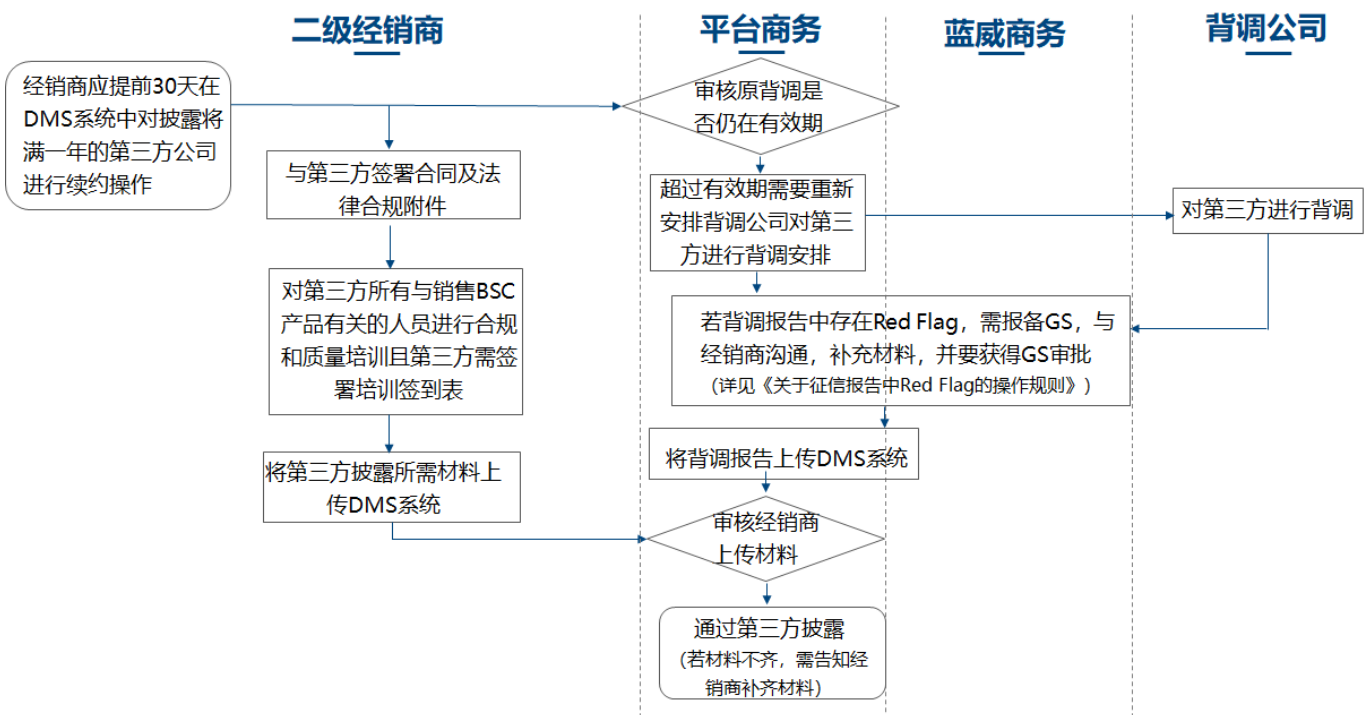 二级经销商
平台商务
蓝威商务
背调公司
经销商应提前30天在
DMS系统中对披露将
满一年的第三方公司
进行续约操作
审核原背调是
否仍在有效期
与第三方签署合同及法
律合规附件
超过有效期需要重新
安排背调公司对第三
方进行背调安排
对第三方进行背调
对第三方所有与销售BSC
产品有关的人员进行合规
和质量培训且第三方需签
署培训签到表
若背调报告中存在Red Flag，需报备GS，与
经销商沟通，补充材料，并要获得GS审批
（详见《关于征信报告中Red Flag的操作规则》）
将第三方披露所需材料上
传DMS系统
将背调报告上传DMS系统
审核经销商
上传材料
通过第三方披露
（若材料不齐，需告知经
销商补齐材料）